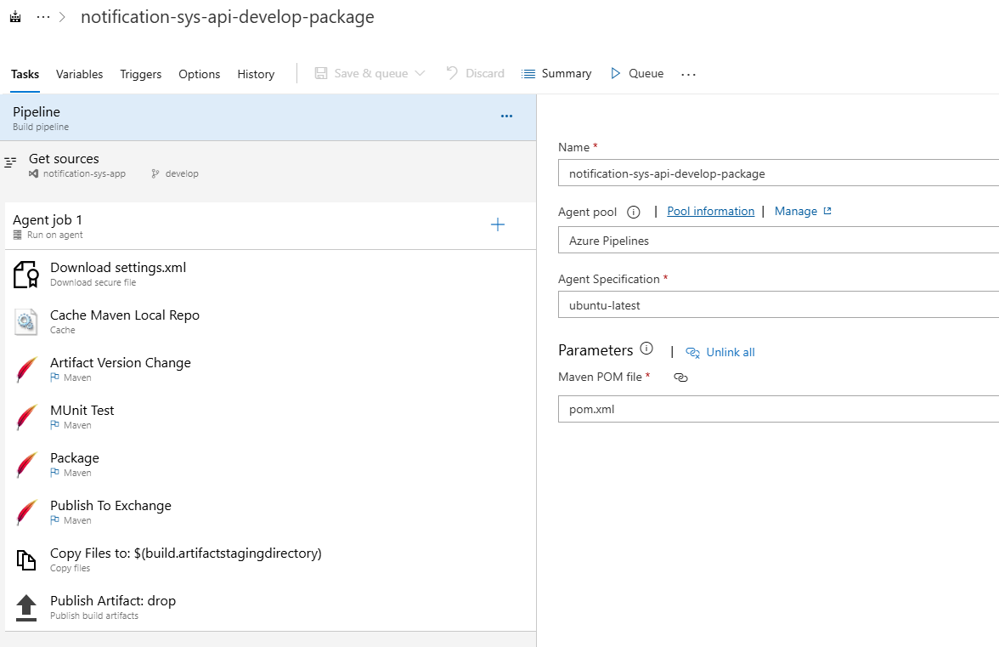 notification-sys-api-develop-package
Tasks Variables Triggers Options History Save & queue Discard Summary Queue
Pipeline
Build pipeline
Get sources
notification-sys-app develop
Agent job 1
Run on agent
Download settings.xml
Download secure file
Cache Maven Local Repo
Cache
Artifact Version Change
Maven
MUnit Test
Maven
Package
Maven
Publish To Exchange
Maven
Copy Files to: $(build.artifactstagingdirectory)
Copy files
Publish Artifact: drop
Publish build artifacts
Name *
notification-sys-api-develop-package
Agent pool | Pool information | Manage
Azure Pipelines
Agent Specification *
ubuntu-latest
Parameters | Unlink all
Maven POM file *
pom.xml